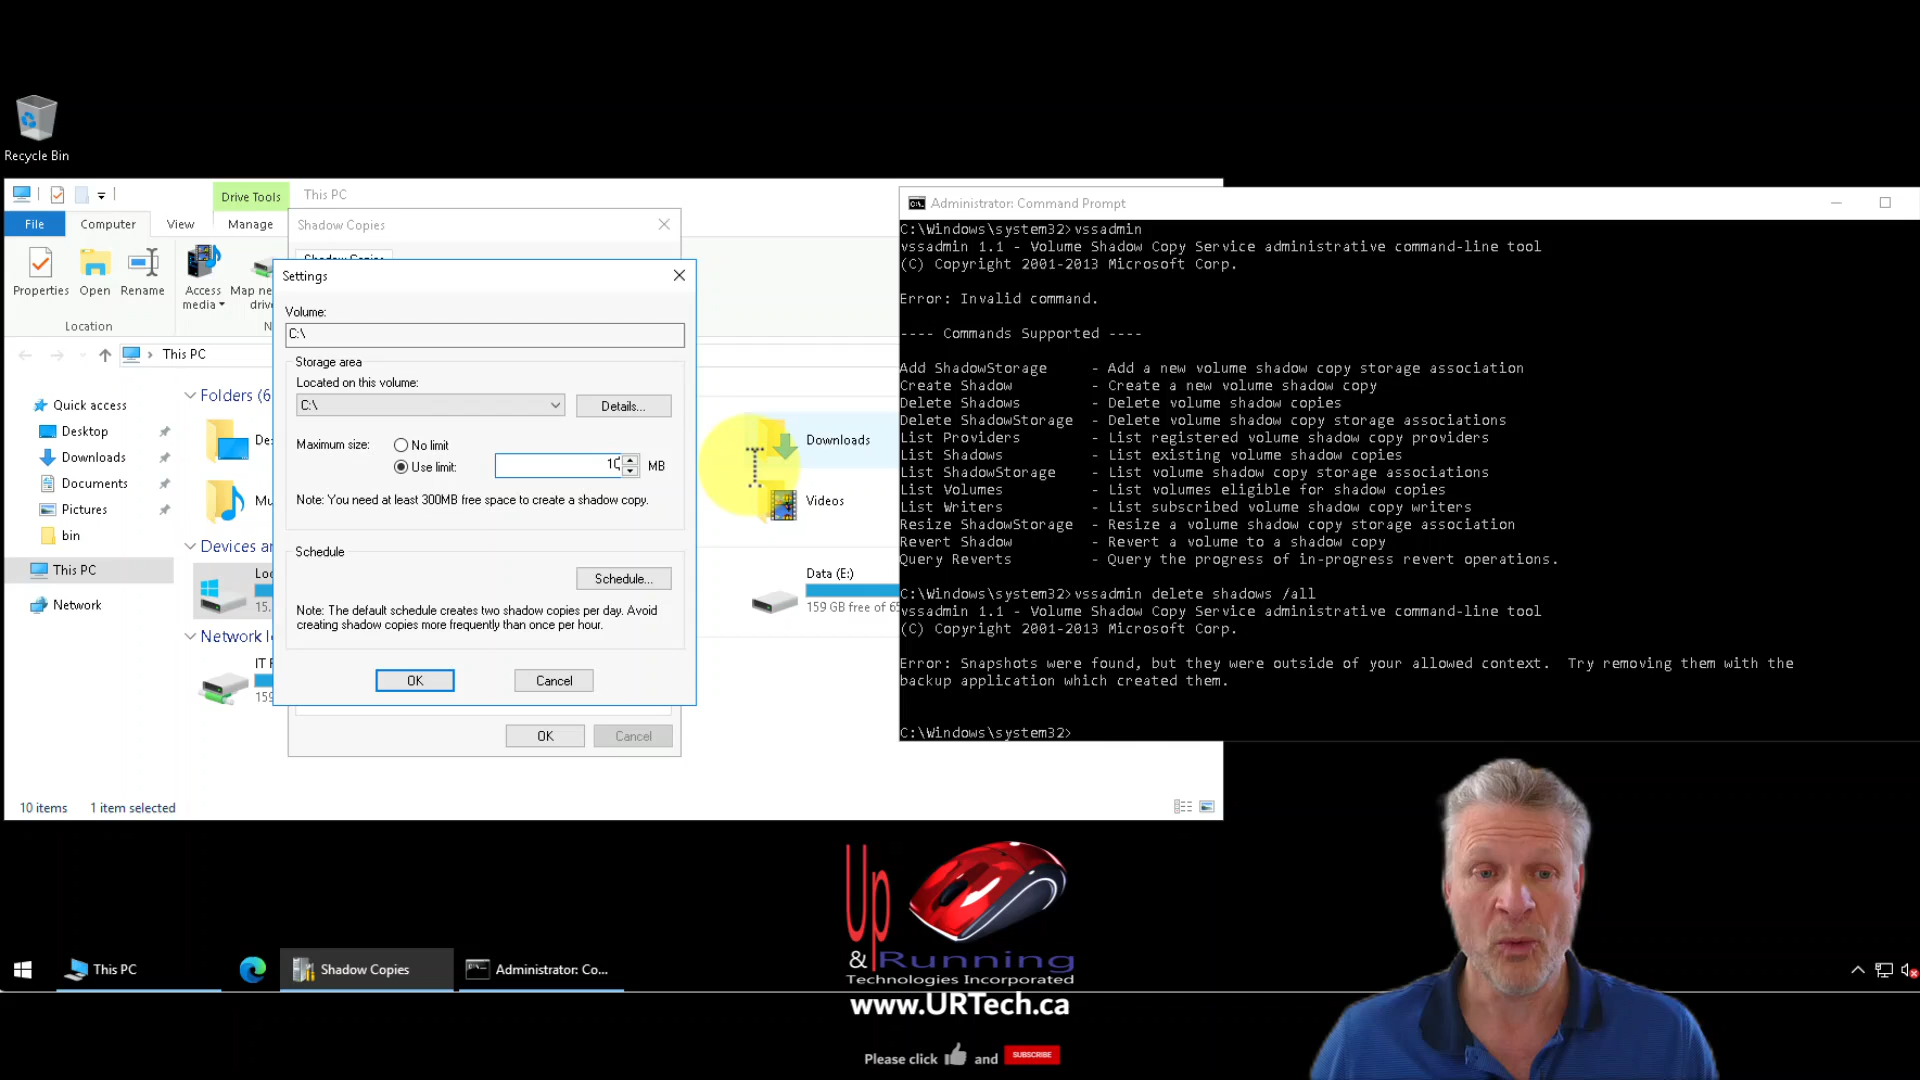 Recycle Bin
Drive Tools
This PC
File
Computer
View
Manage
Shadow Copies
Properties
Open
Rename
Access media
Location
This PC
Quick access
Desktop
Downloads
Documents
Pictures
bin
This PC
Network
Folders (6
Downloads
Videos
Data (E:)
159 GB free of
10 items
1 item selected
Settings
Volume:
C:\
Storage area
Located on this volume:
C:\
Details...
Maximum size:
No limit
Use limit:
10
MB
Note: You need at least 300MB free space to create a shadow copy.
Schedule
Schedule...
Note: The default schedule creates two shadow copies per day. Avoid
creating shadow copies more frequently than once per hour.
OK
Cancel
OK
Cancel
Administrator: Command Prompt
C:\Windows\system32>vssadmin
vssadmin 1.1 - Volume Shadow Copy Service administrative command-line tool
(C) Copyright 2001-2013 Microsoft Corp.
Error: Invalid command.
---- Commands Supported ----
Add ShadowStorage - Add a new volume shadow copy storage association
Create Shadow - Create a new volume shadow copy
Delete Shadows - Delete volume shadow copies
Delete ShadowStorage - Delete volume shadow copy storage associations
List Providers - List registered volume shadow copy providers
List Shadows - List existing volume shadow copies
List ShadowStorage - List volume shadow copy storage associations
List Volumes - List volumes eligible for shadow copies
List Writers - List subscribed volume shadow copy writers
Resize ShadowStorage - Resize a volume shadow copy storage association
Revert Shadow - Revert a volume to a shadow copy
Query Reverts - Query the progress of in-progress revert operations.
C:\Windows\system32>vssadmin delete shadows /all
vssadmin 1.1 - Volume Shadow Copy Service administrative command-line tool
(C) Copyright 2001-2013 Microsoft Corp.
Error: Snapshots were found, but they were outside of your allowed context.  Try removing them with the
backup application which created them.
C:\Windows\system32>
Up
& Running
Technologies Incorporated
www.URTech.ca
Please click and SUBSCRIBE
This PC
Shadow Copies
Administrator: Co...